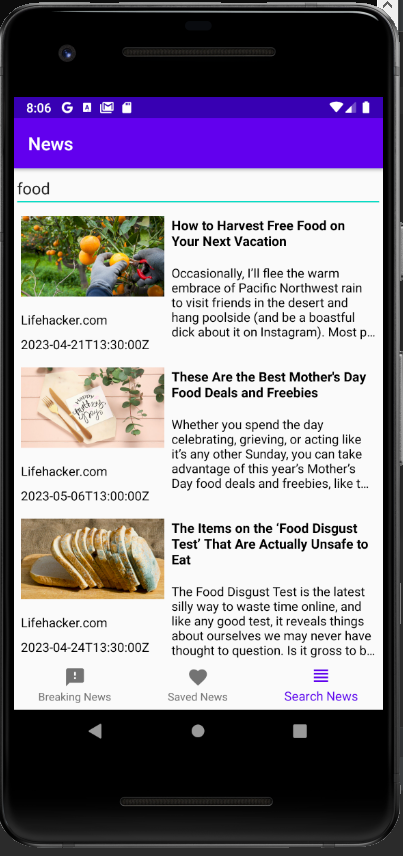 8:06
News
food
How to Harvest Free Food on
Your Next Vacation
Occasionally, I'll flee the warm
embrace of Pacific Northwest rain
to visit friends in the desert and
hang poolside (and be a boastful
dick about it on Instagram). Most p…
Lifehacker.com
2023-04-21T13:30:00Z
These Are the Best Mother's Day
Food Deals and Freebies
Whether you spend the day
celebrating, grieving, or acting like
it's any other Sunday, you can take
advantage of this year's Mother's
Day food deals and freebies, like t…
Lifehacker.com
2023-05-06T13:00:00Z
The Items on the ‘Food Disgust
Test’ That Are Actually Unsafe to
Eat
The Food Disgust Test is the latest
silly way to waste time online, and
like any good test, it reveals things
about ourselves we may never have
thought to question. Is it gross to b…
Lifehacker.com
2023-04-24T13:30:00Z
Breaking News
Saved News
Search News